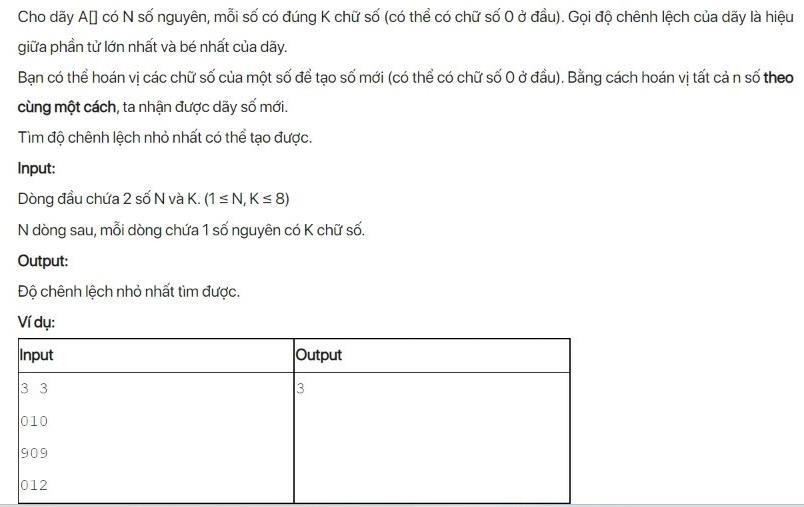 Cho dãy A[] có N số nguyên, mỗi số có đúng K chữ số (có thể có chữ số 0 ở đầu). Gọi độ chênh lệch của dãy là hiệu
giữa phần tử lớn nhất và bé nhất của dãy.
Bạn có thể hoán vị các chữ số của một số để tạo số mới (có thể có chữ số 0 ở đầu). Bằng cách hoán vị tất cả n số theo
cùng một cách, ta nhận được dãy số mới.
Tìm độ chênh lệch nhỏ nhất có thể tạo được.
Input:
Dòng đầu chứa 2 số N và K. (1 ≤ N, K ≤ 8)
N dòng sau, mỗi dòng chứa 1 số nguyên có K chữ số.
Output:
Độ chênh lệch nhỏ nhất tìm được.
Ví dụ:
Input Output
3 3 3
010
909
012